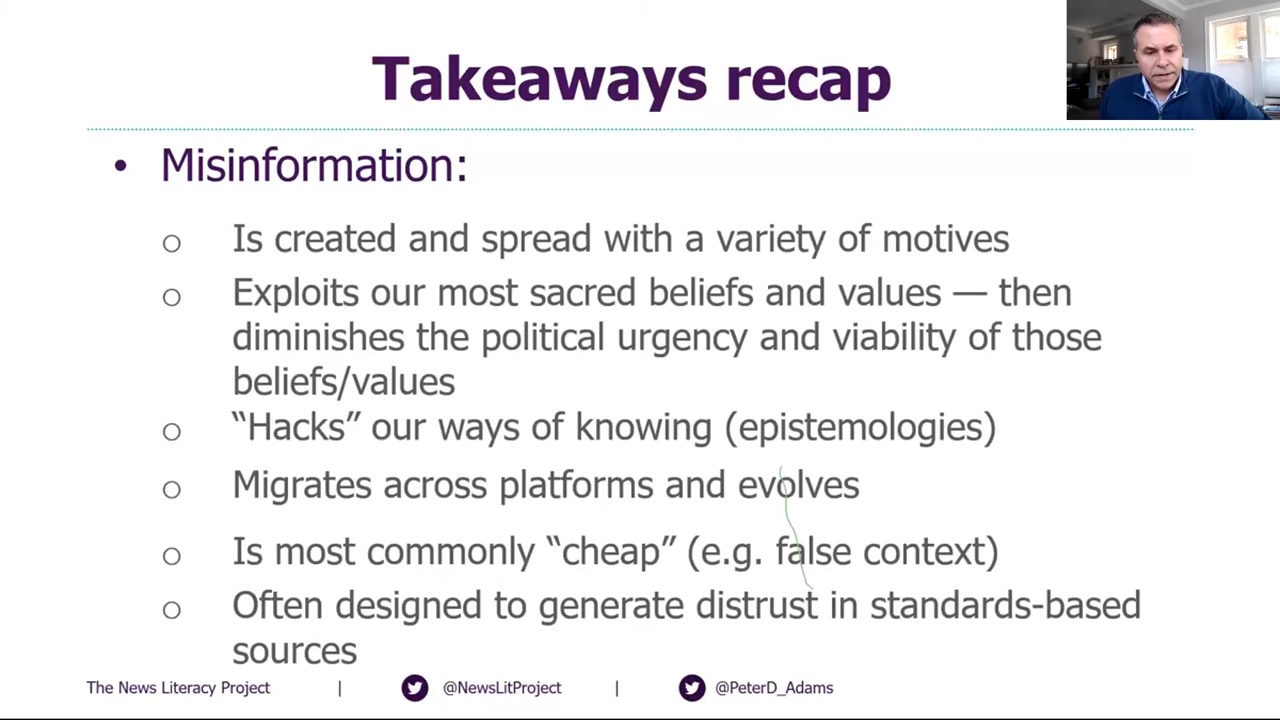 Takeaways recap
• Misinformation:
o Is created and spread with a variety of motives
o Exploits our most sacred beliefs and values — then
diminishes the political urgency and viability of those
beliefs/values
o “Hacks” our ways of knowing (epistemologies)
o Migrates across platforms and evolves
o Is most commonly “cheap” (e.g. false context)
o Often designed to generate distrust in standards-based
sources
The News Literacy Project | @NewsLitProject | @PeterD_Adams